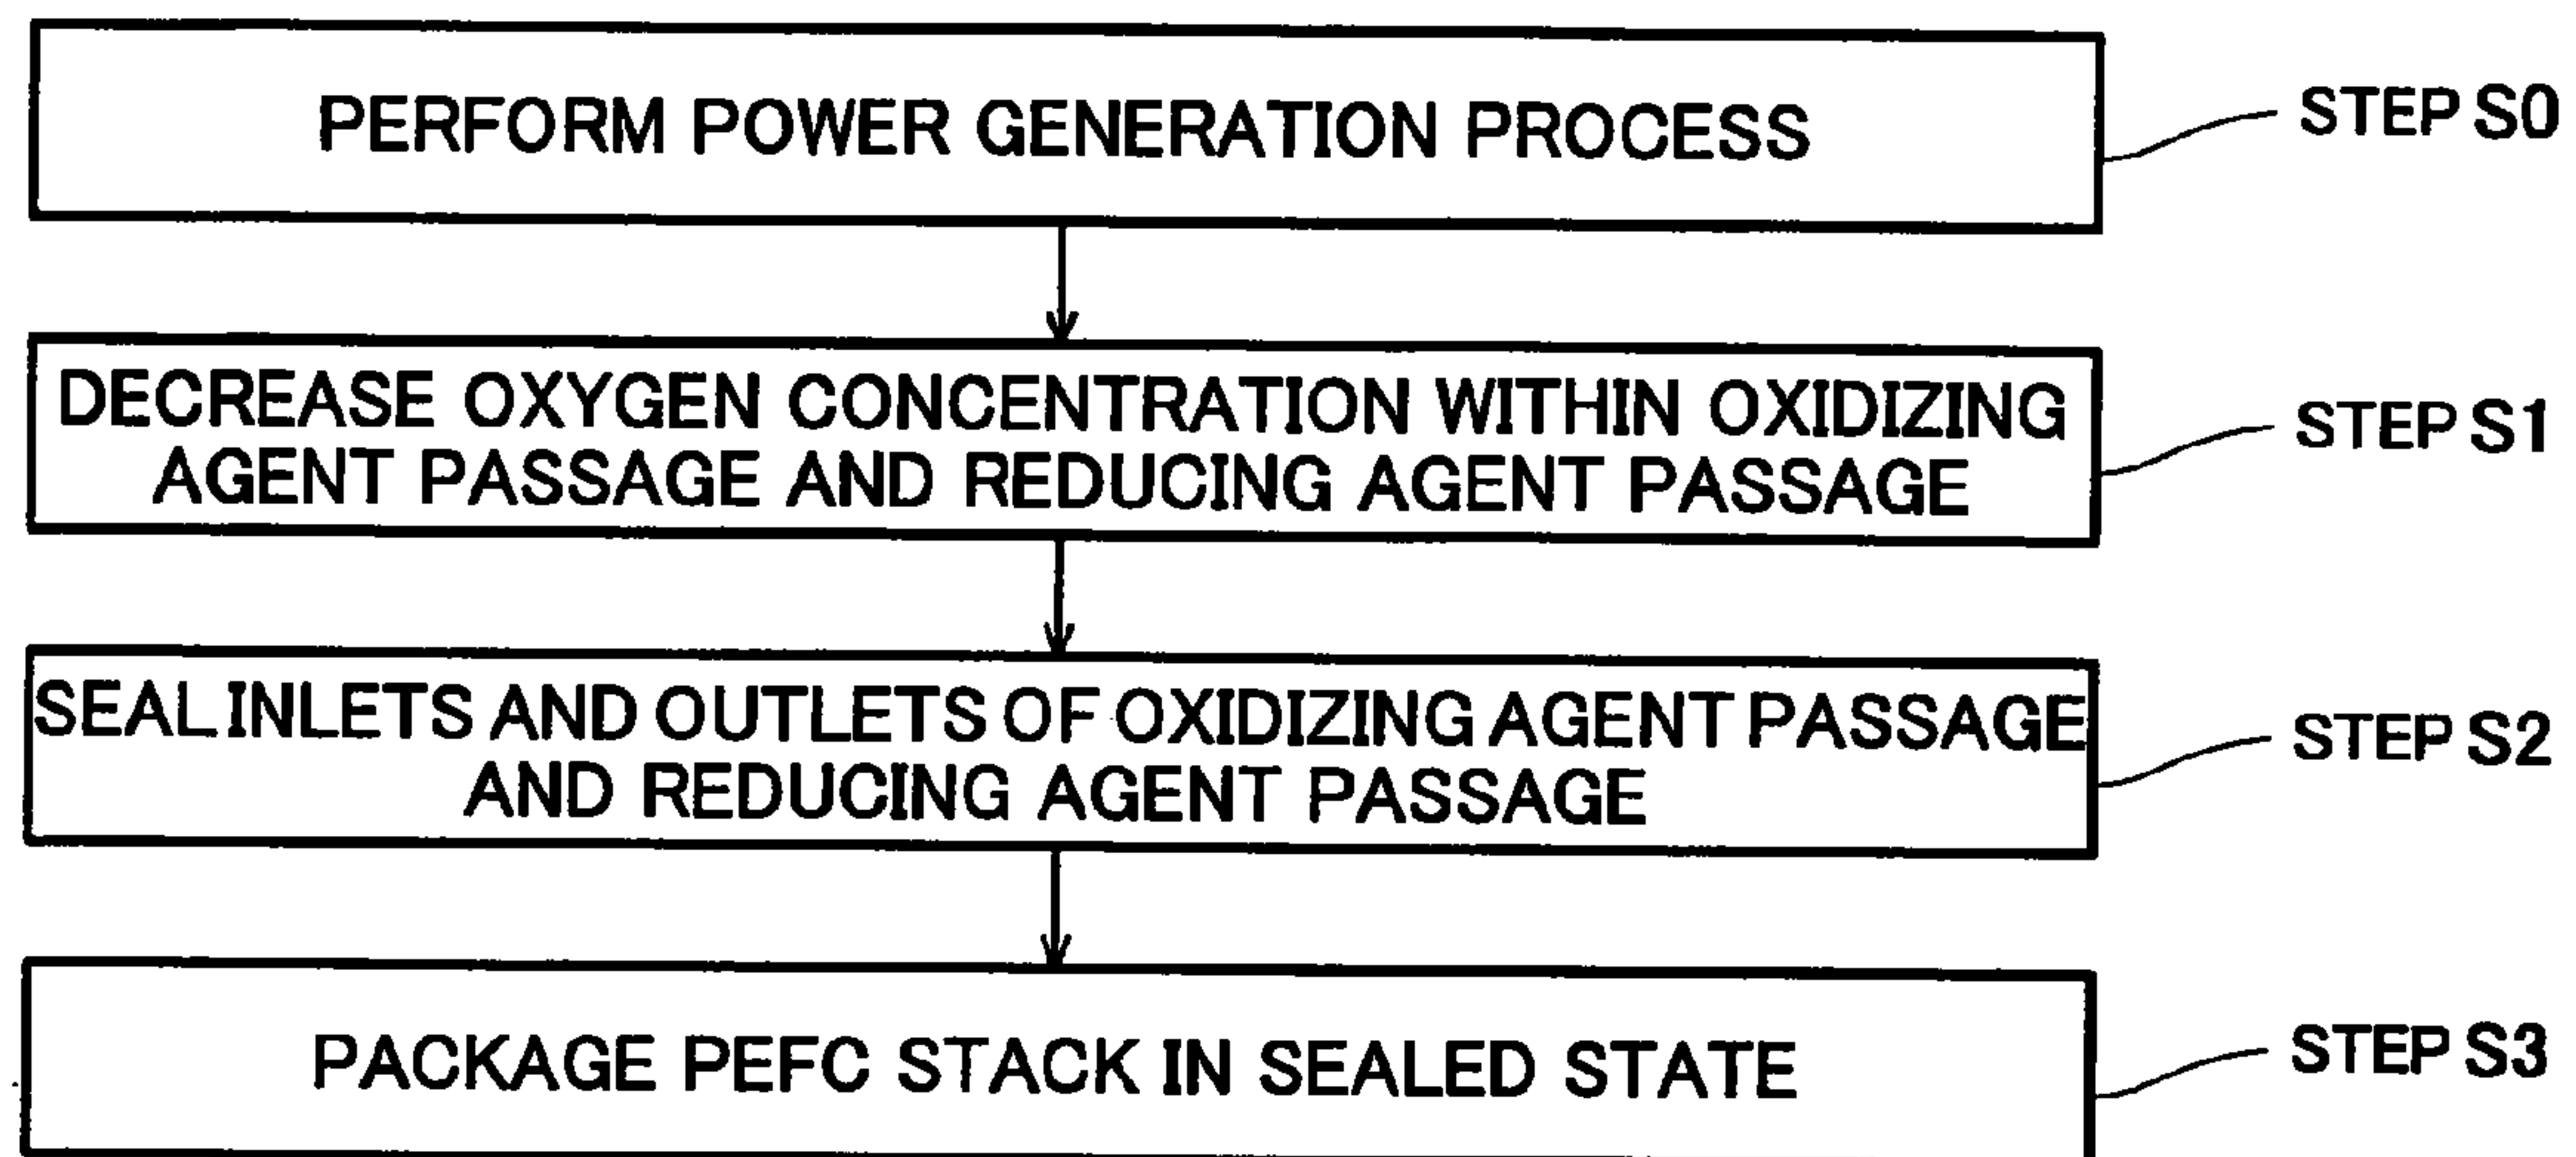 PERFORM POWER GENERATION PROCESS
STEP S0
DECREASE OXYGEN CONCENTRATION WITHIN OXIDIZING
AGENT PASSAGE AND REDUCING AGENT PASSAGE
STEP S1
SEAL INLETS AND OUTLETS OF OXIDIZING AGENT PASSAGE
AND REDUCING AGENT PASSAGE
STEP S2
PACKAGE PEFC STACK IN SEALED STATE
STEP S3